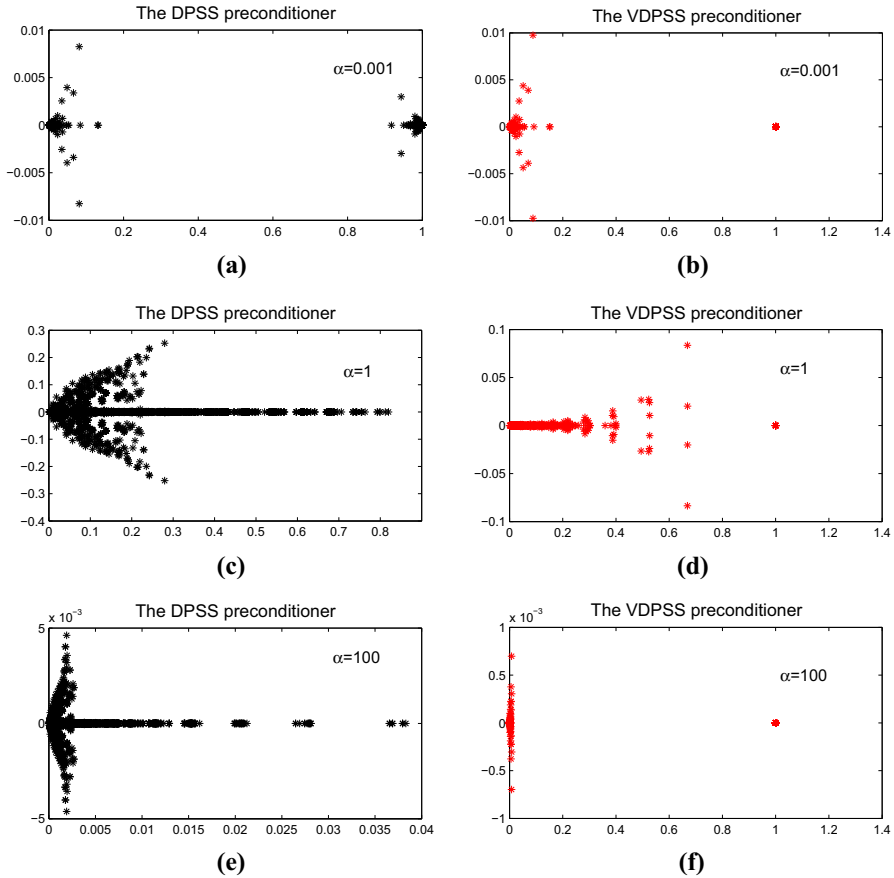 The DPSS preconditioner
0.01
0.005
0
−0.005
−0.01
α=0.001
0 0.2 0.4 0.6 0.8 1
(a)
The VDPSS preconditioner
0.01
0.005
0
−0.005
−0.01
α=0.001
0 0.2 0.4 0.6 0.8 1 1.2 1.4
(b)
The DPSS preconditioner
0.3
0.2
0.1
0
−0.1
−0.2
−0.3
−0.4
α=1
0 0.1 0.2 0.3 0.4 0.5 0.6 0.7 0.8
(c)
The VDPSS preconditioner
0.1
0.05
0
−0.05
−0.1
α=1
0 0.2 0.4 0.6 0.8 1 1.2 1.4
(d)
The DPSS preconditioner
x 10⁻³
5
0
−5
α=100
0 0.005 0.01 0.015 0.02 0.025 0.03 0.035 0.04
(e)
The VDPSS preconditioner
x 10⁻³
1
0.5
0
−0.5
−1
α=100
0 0.2 0.4 0.6 0.8 1 1.2 1.4
(f)